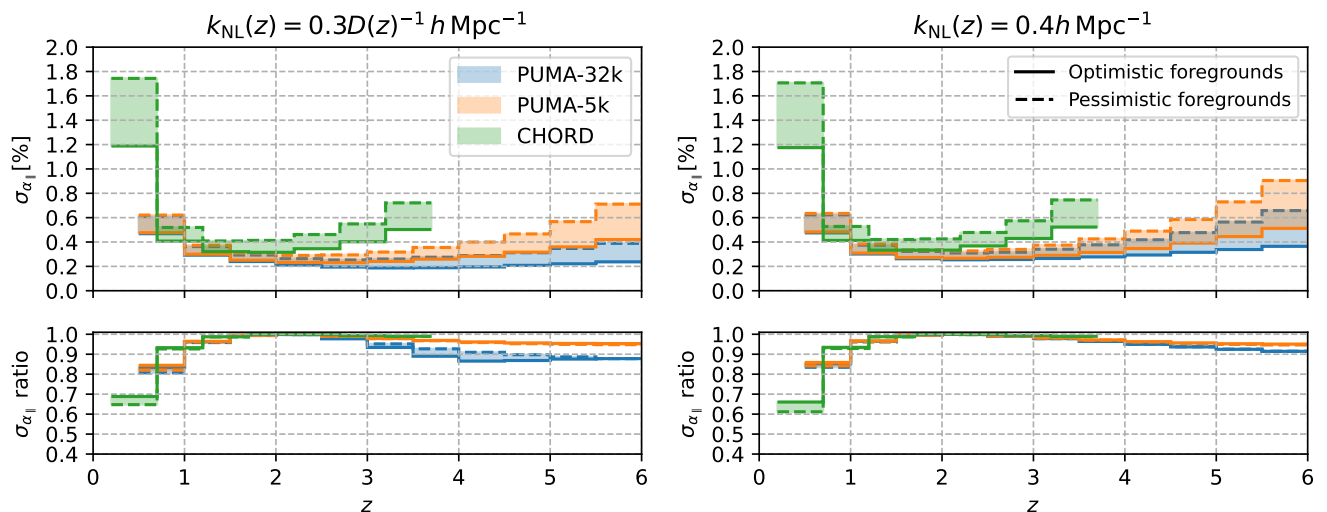 k_NL(z) = 0.3D(z)⁻¹ h Mpc⁻¹
k_NL(z) = 0.4h Mpc⁻¹
σ_α∥ [%]
2.0
1.8
1.6
1.4
1.2
1.0
0.8
0.6
0.4
0.2
0.0
PUMA-32k
PUMA-5k
CHORD
σ_α∥ [%]
2.0
1.8
1.6
1.4
1.2
1.0
0.8
0.6
0.4
0.2
0.0
Optimistic foregrounds
Pessimistic foregrounds
σ_α∥ ratio
1.0
0.9
0.8
0.7
0.6
0.5
0.4
0 1 2 3 4 5 6
z
σ_α∥ ratio
1.0
0.9
0.8
0.7
0.6
0.5
0.4
0 1 2 3 4 5 6
z